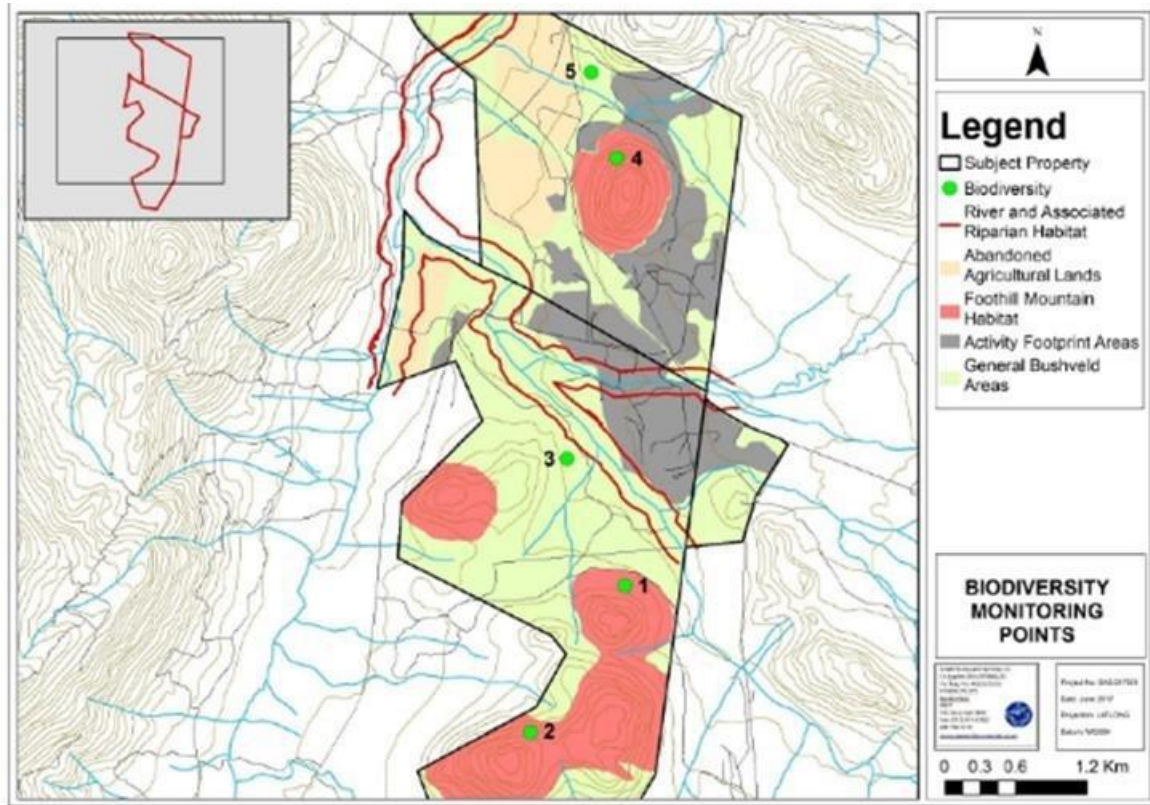 5
4
3
1
2
N
Legend
Subject Property
Biodiversity
River and Associated
Riparian Habitat
Abandoned
Agricultural Lands
Foothill Mountain
Habitat
Activity Footprint Areas
General Bushveld
Areas
BIODIVERSITY
MONITORING
POINTS
0 0.3 0.6 1.2 Km